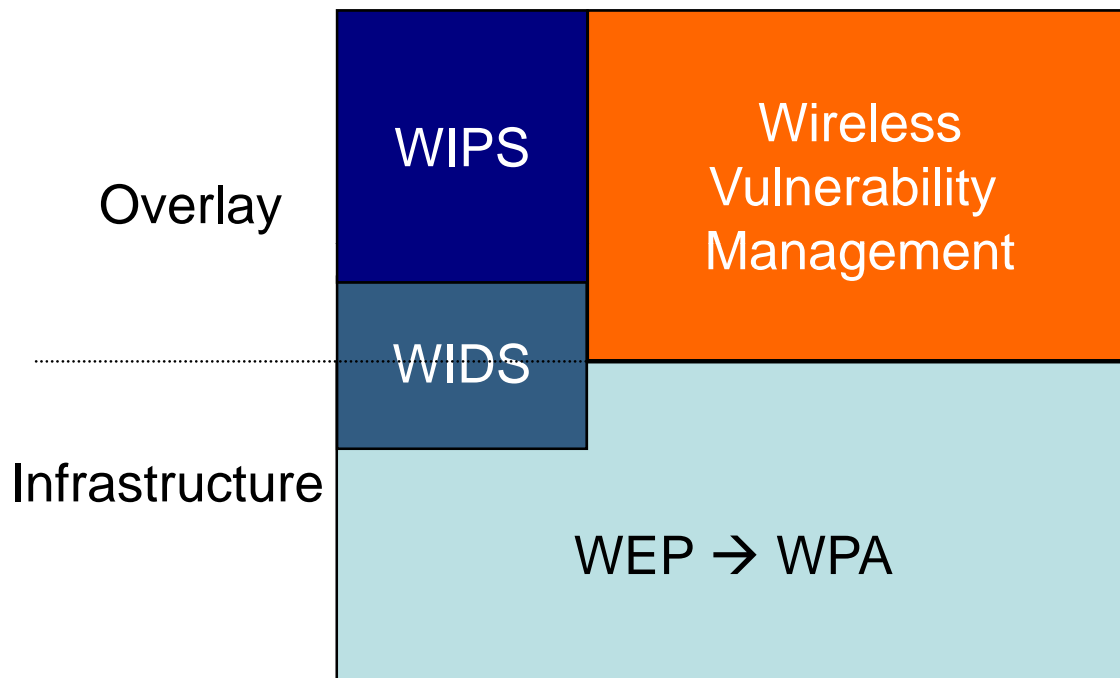 WIPS
Wireless
Vulnerability
Management
Overlay
WIDS
Infrastructure
WEP → WPA